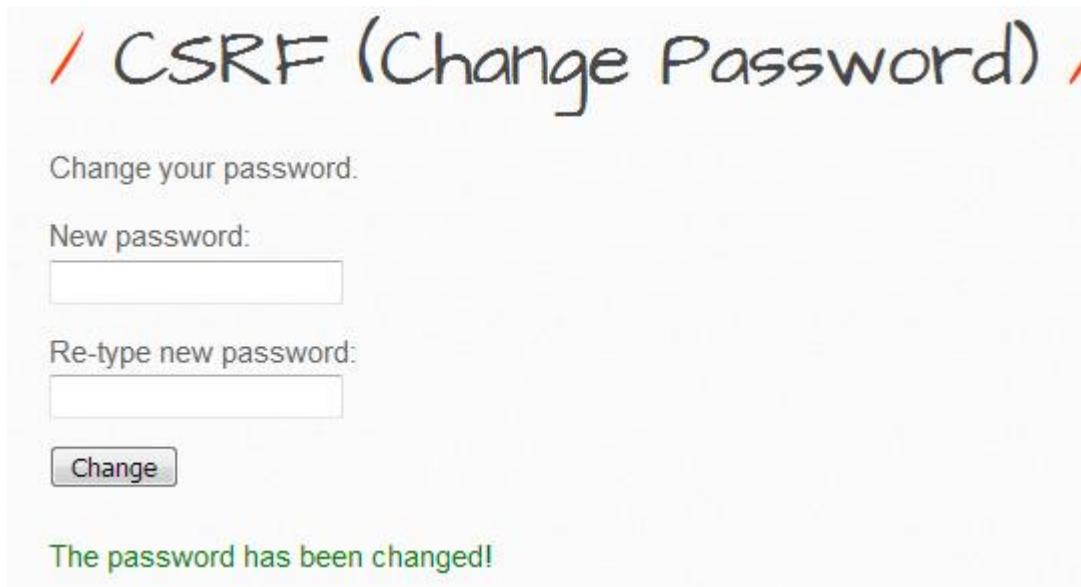 / CSRF (Change Password) /
Change your password.
New password:
Re-type new password:
Change
The password has been changed!